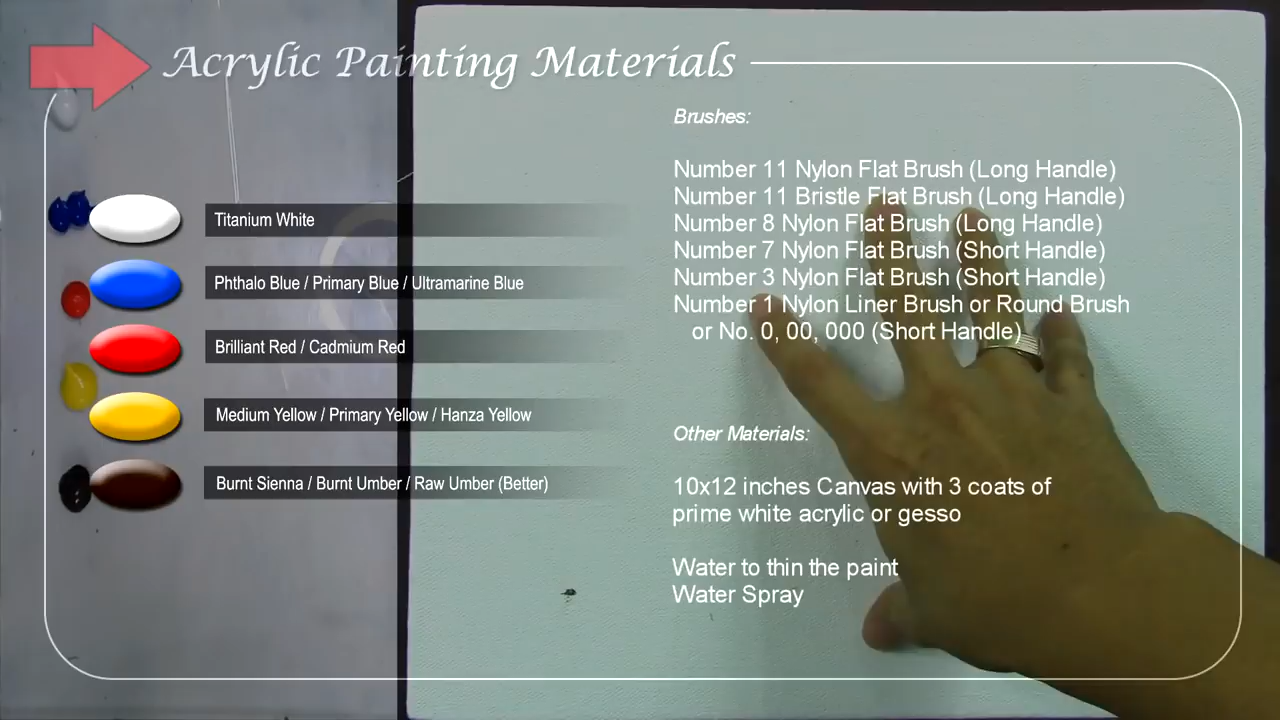 Acrylic Painting Materials
Titanium White
Phthalo Blue / Primary Blue / Ultramarine Blue
Brilliant Red / Cadmium Red
Medium Yellow / Primary Yellow / Hanza Yellow
Burnt Sienna / Burnt Umber / Raw Umber (Better)
Brushes:
Number 11 Nylon Flat Brush (Long Handle)
Number 11 Bristle Flat Brush (Long Handle)
Number 8 Nylon Flat Brush (Long Handle)
Number 7 Nylon Flat Brush (Short Handle)
Number 3 Nylon Flat Brush (Short Handle)
Number 1 Nylon Liner Brush or Round Brush
or No. 0, 00, 000 (Short Handle)
Other Materials:
10x12 inches Canvas with 3 coats of
prime white acrylic or gesso
Water to thin the paint
Water Spray